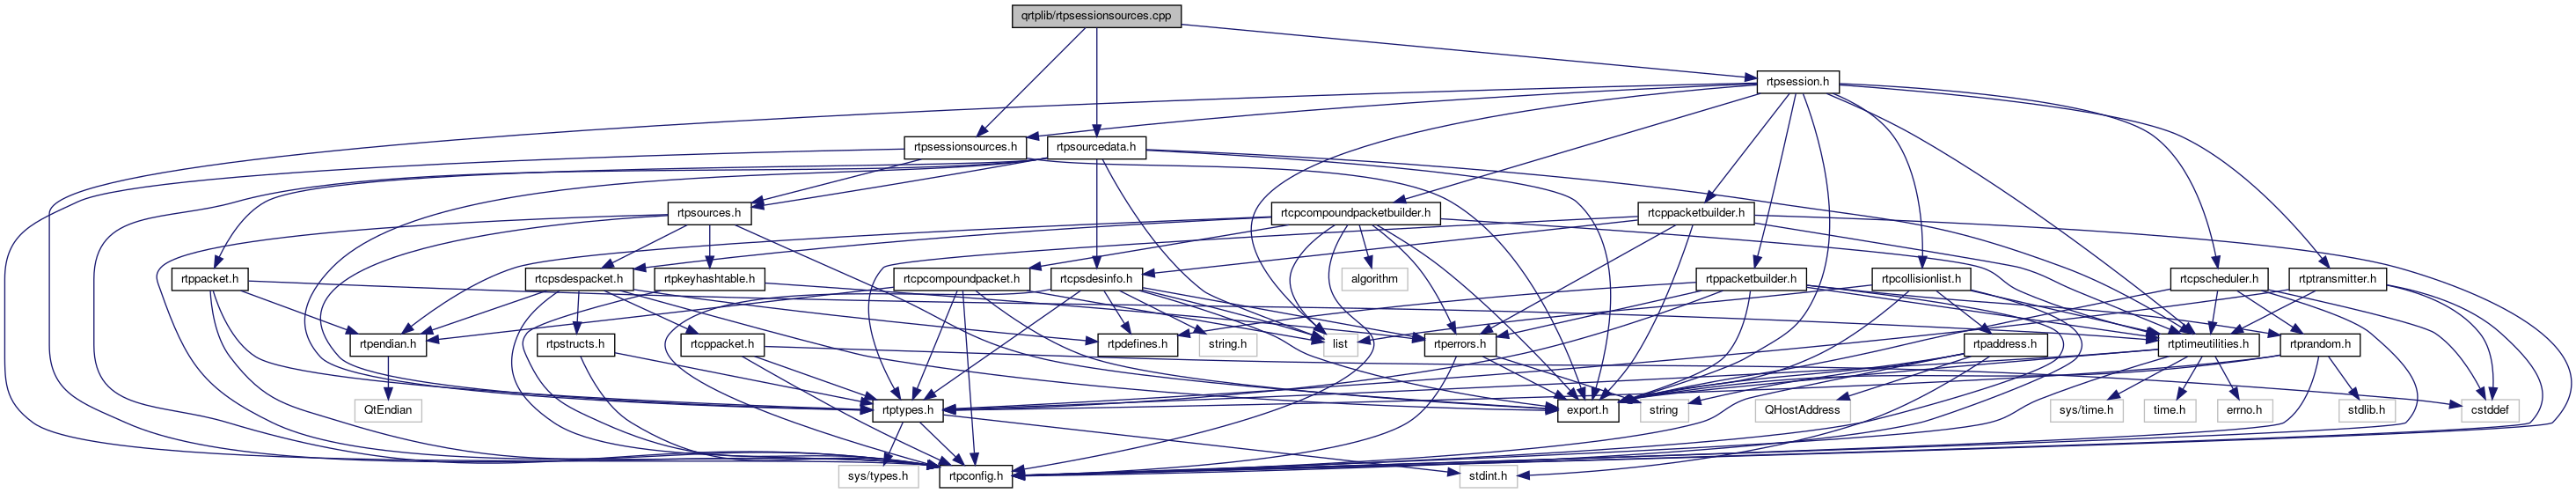 qrtplib/rtpsessionsources.cpp
rtpsession.h
rtpsessionsources.h
rtpsourcedata.h
rtpsources.h
rtcpcompoundpacketbuilder.h
rtcppacketbuilder.h
rtppacket.h
rtcpsdespacket.h
rtpkeyhashtable.h
rtcpcompoundpacket.h
rtcpsdesinfo.h
algorithm
rtppacketbuilder.h
rtpcollisionlist.h
rtcpscheduler.h
rtptransmitter.h
rtpendian.h
rtpstructs.h
rtcppacket.h
rtpdefines.h
string.h
list
rtperrors.h
rtpaddress.h
rtptimeutilities.h
rtprandom.h
QtEndian
rtptypes.h
export.h
string
QHostAddress
sys/time.h
time.h
errno.h
stdlib.h
cstddef
sys/types.h
rtpconfig.h
stdint.h